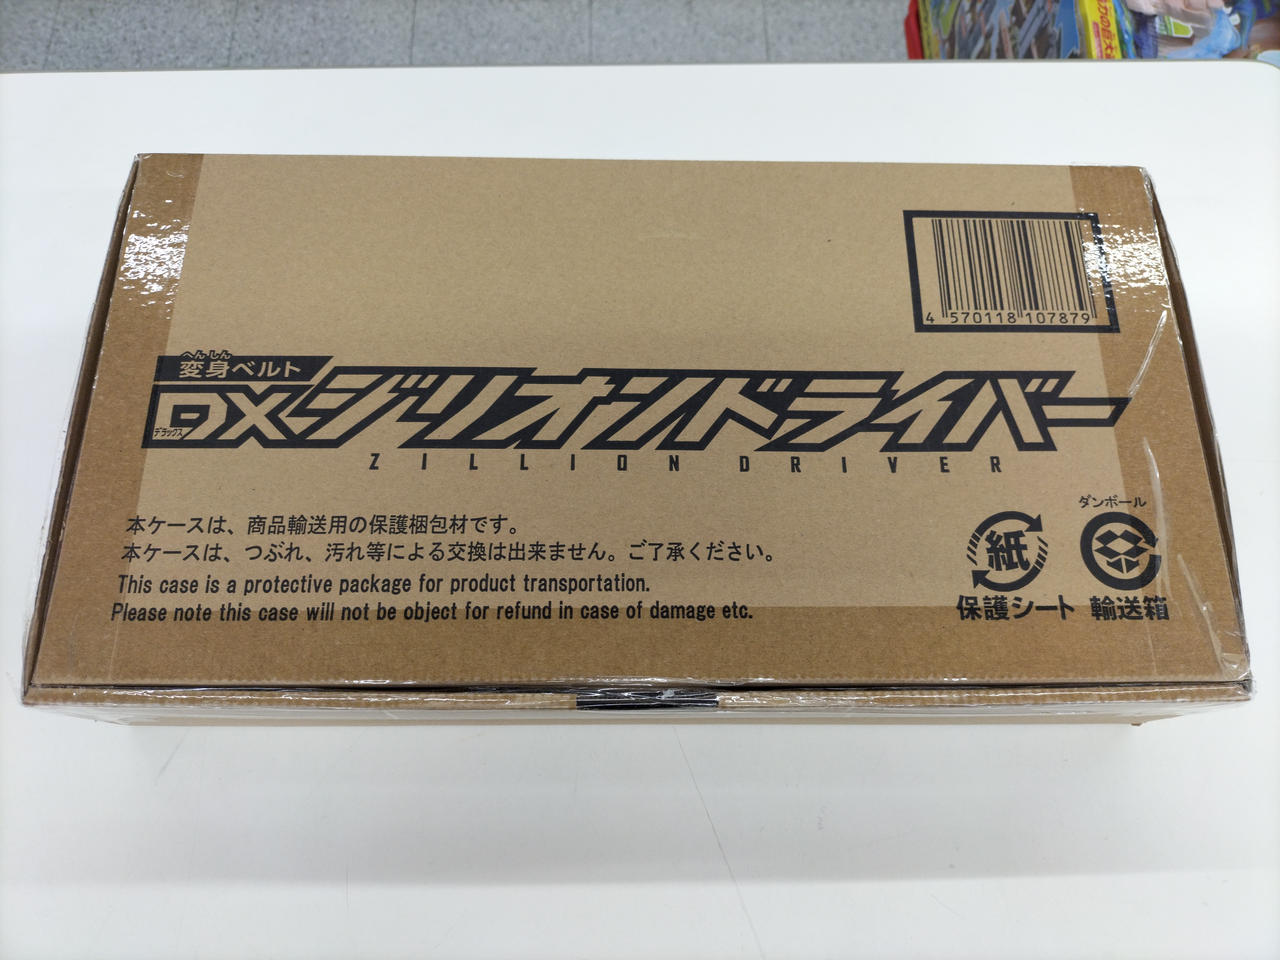 力の巨大
4 570118 107879
へんしん
変身ベルト
DXジリオンドライバー
デラックス
ZILLION DRIVER
本ケースは、商品輸送用の保護梱包材です。
本ケースは、つぶれ、汚れ等による交換は出来ません。ご了承ください。
This case is a protective package for product transportation.
Please note this case will not be object for refund in case of damage etc.
紙
保護シート
ダンボール
輸送箱